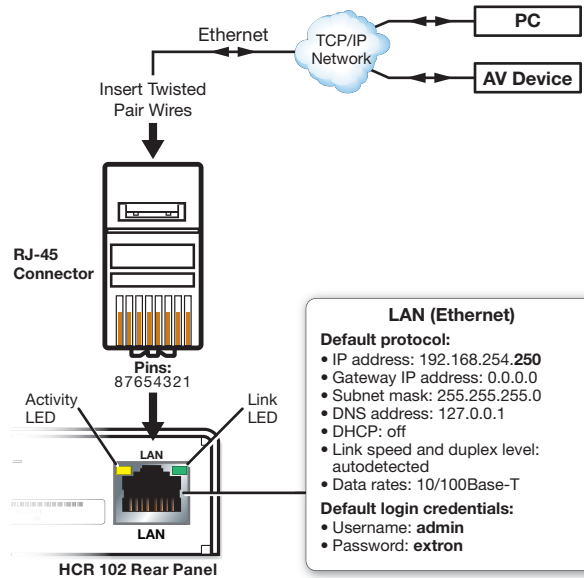 PC
Ethernet
TCP/IP
Network
AV Device
Insert Twisted
Pair Wires
RJ-45
Connector
Pins:
87654321
Activity
LED
Link
LED
LAN
LAN
HCR 102 Rear Panel
LAN (Ethernet)
Default protocol:
• IP address: 192.168.254.250
• Gateway IP address: 0.0.0.0
• Subnet mask: 255.255.255.0
• DNS address: 127.0.0.1
• DHCP: off
• Link speed and duplex level:
autodetected
• Data rates: 10/100Base-T
Default login credentials:
• Username: admin
• Password: extron